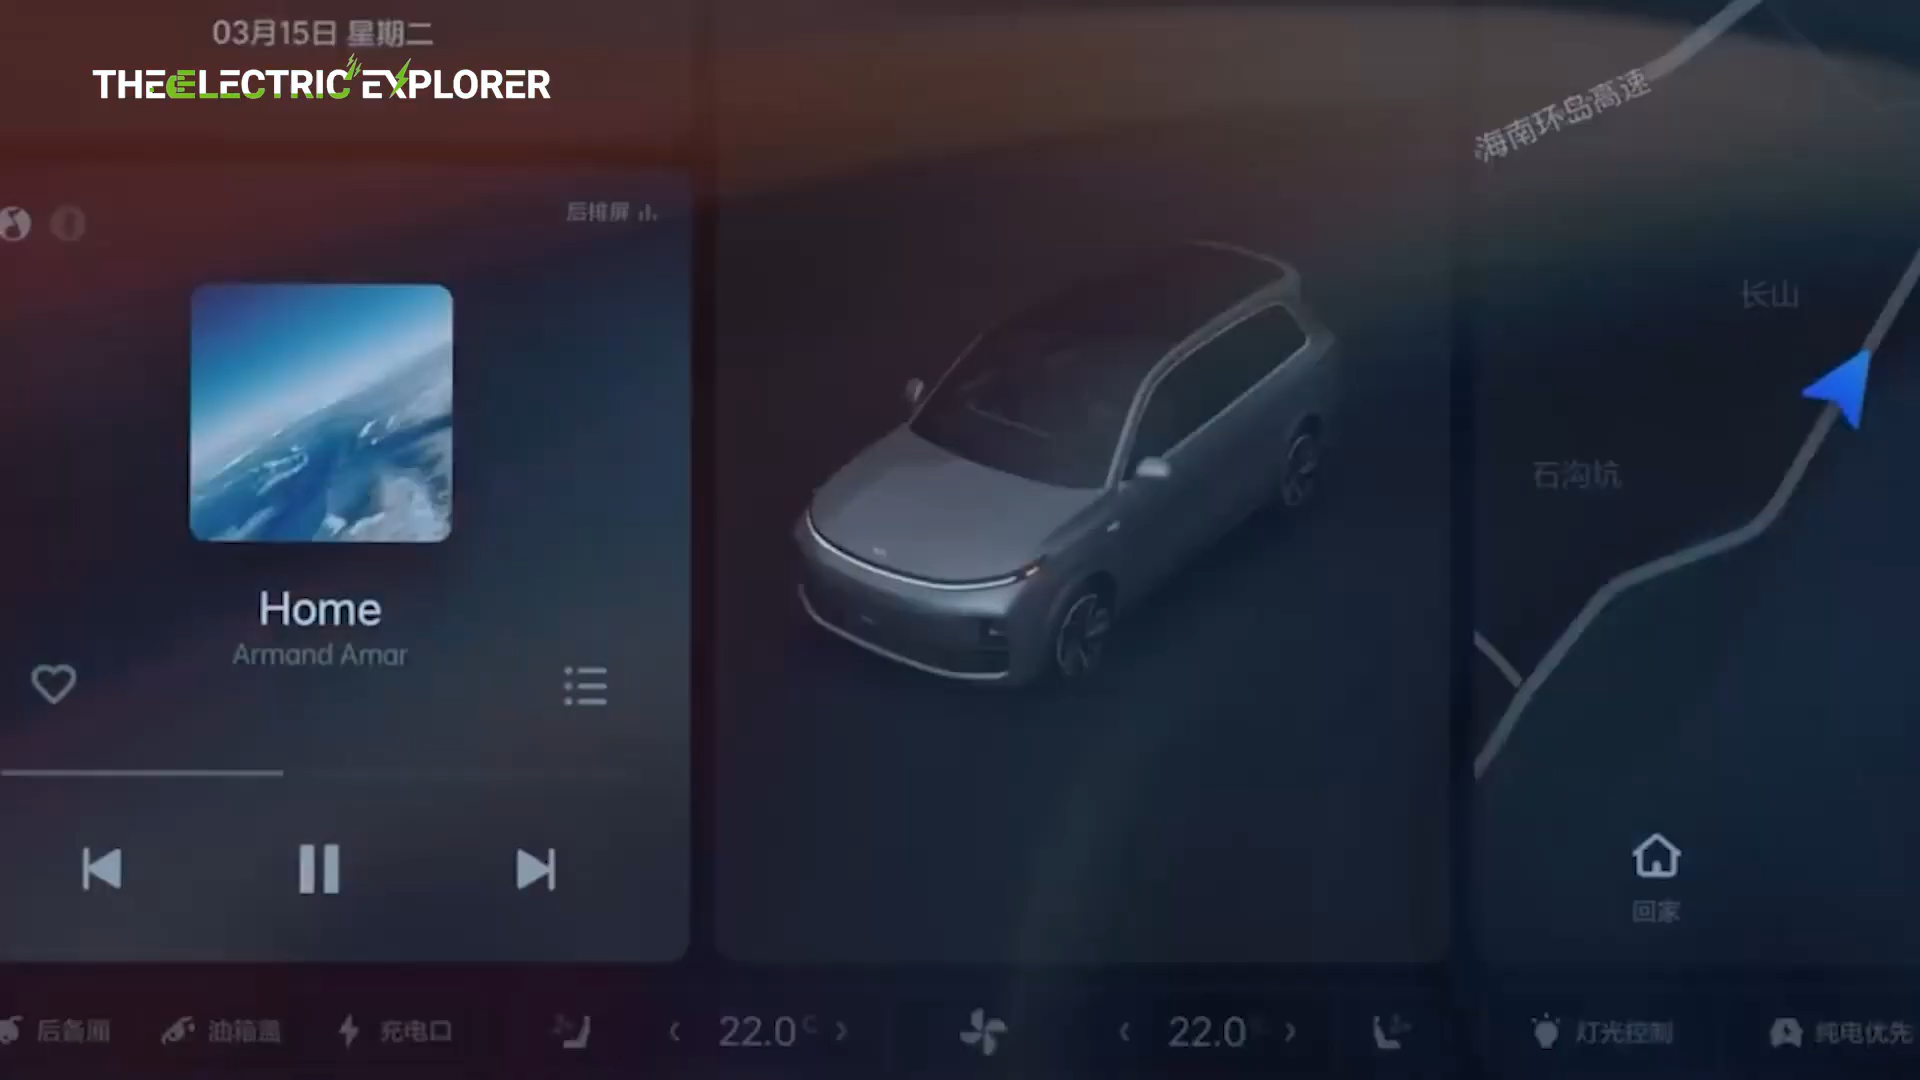 03月15日 星期二
THE ELECTRIC EXPLORER
海南环岛高速
后排屏
长山
石沟坑
Home
Armand Amar
回家
后备厢
油箱盖
充电口
22.0°C
22.0
灯光控制
纯电优先